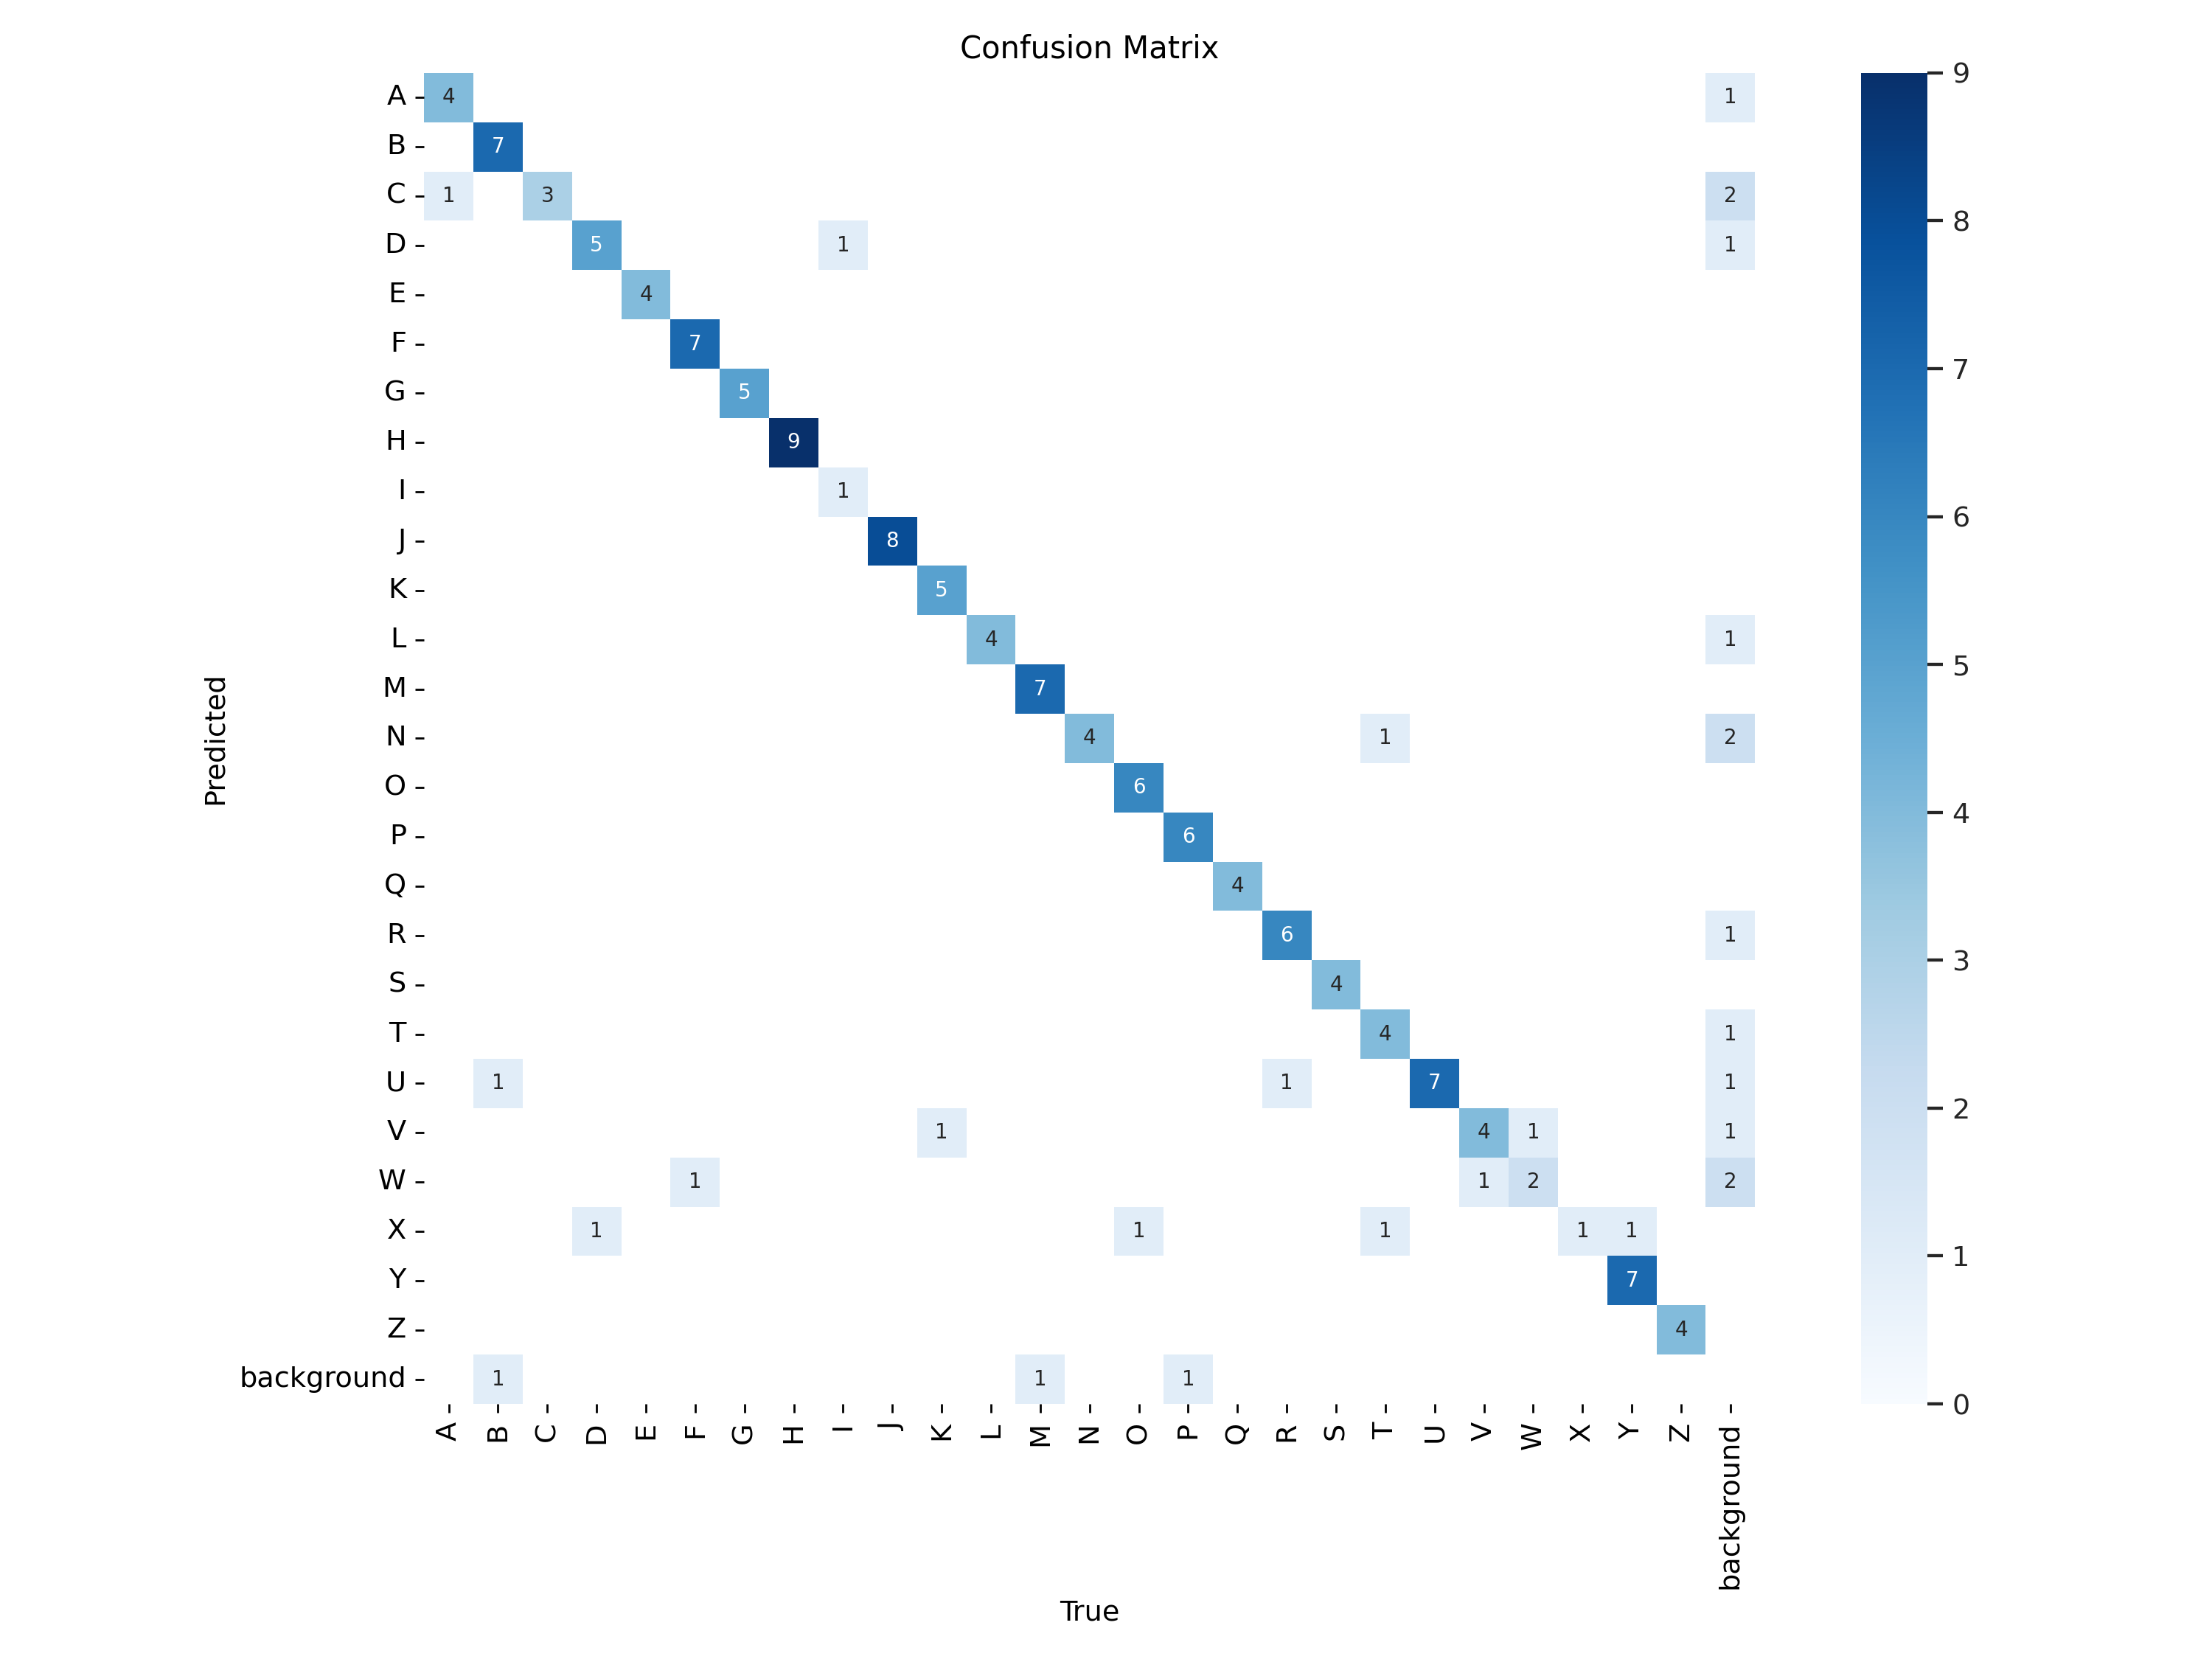 Confusion Matrix
A 4 1 9
B 7
C 1 3 2
D 5 1 1 8
E 4
F 7
7
G 5
H 9
I 1
6
J 8
K 5
L 4 1
5
M 7
N 4 1 2
O 6
4
P 6
Q 4
R 6 1
3
S 4
T 4 1
U 1 1 7 1
2
V 1 4 1 1
W 1 1 2 2
X 1 1 1 1 1
1
Y 7
Z 4
background 1 1 1
0
A B C D E F G H I J K L M N O P Q R S T U V W X Y Z background
Predicted
True